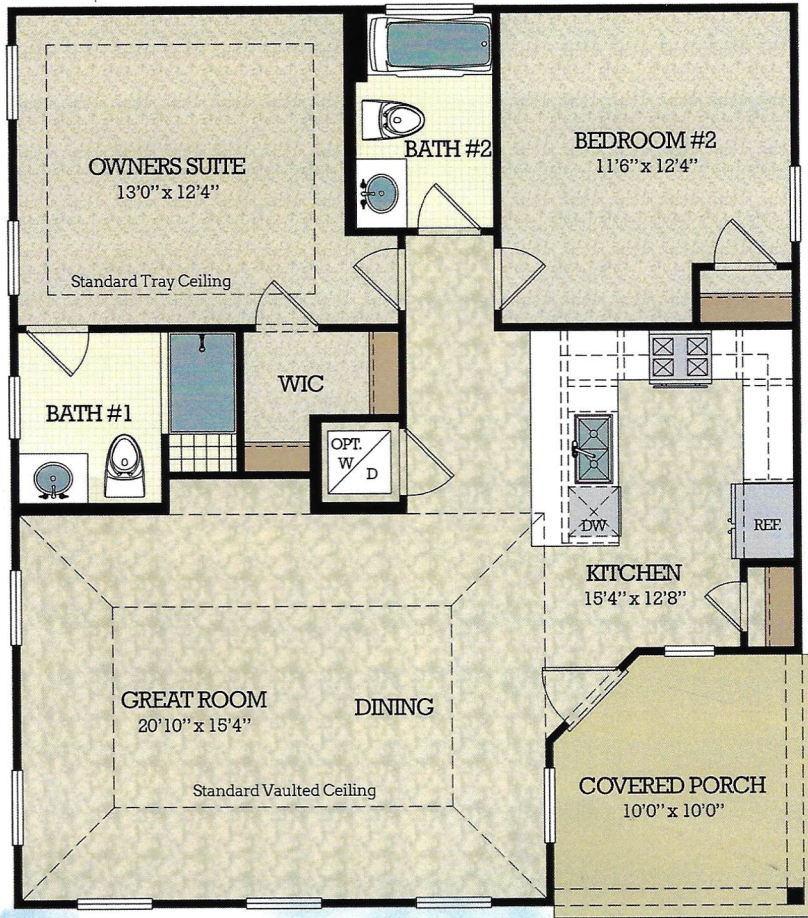 OWNERS SUITE
13'0" x 12'4"
Standard Tray Ceiling
BATH #2
BEDROOM #2
11'6" x 12'4"
BATH #1
WIC
OPT.
W
D
DW
REF.
KITCHEN
15'4" x 12'8"
GREAT ROOM
20'10" x 15'4"
DINING
Standard Vaulted Ceiling
COVERED PORCH
10'0" x 10'0"